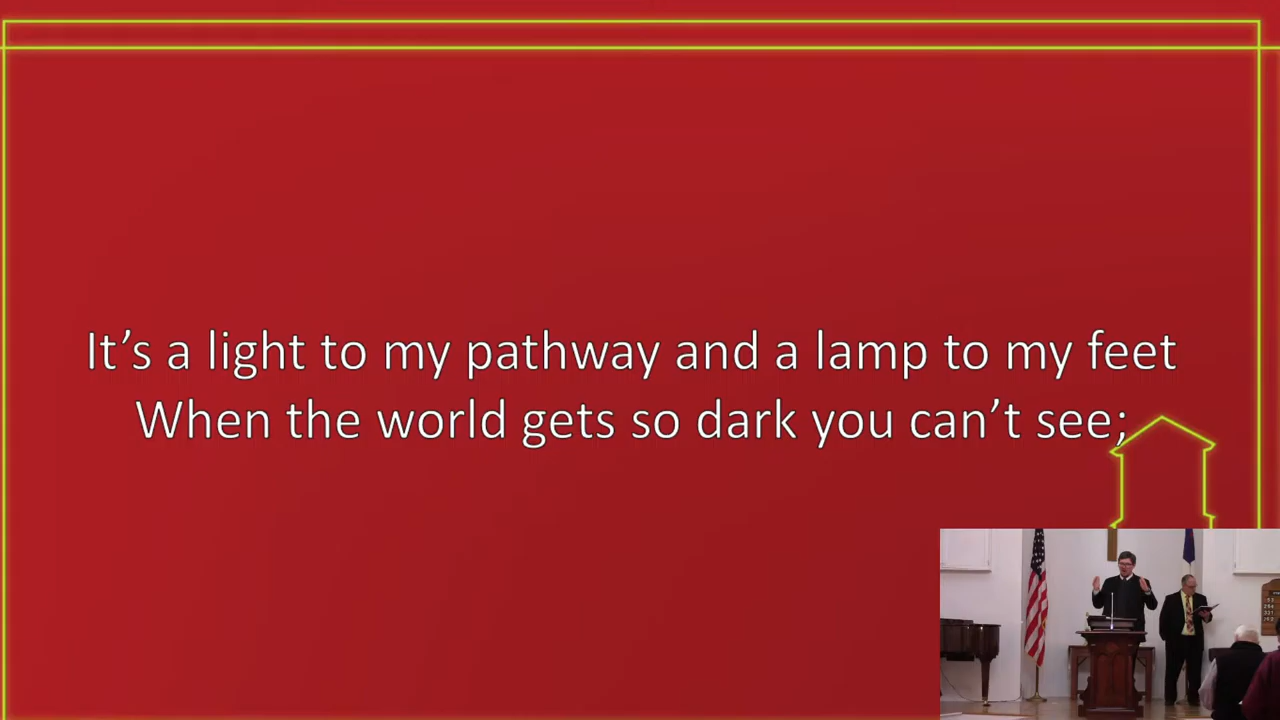 It’s a light to my pathway and a lamp to my feet
When the world gets so dark you can’t see;